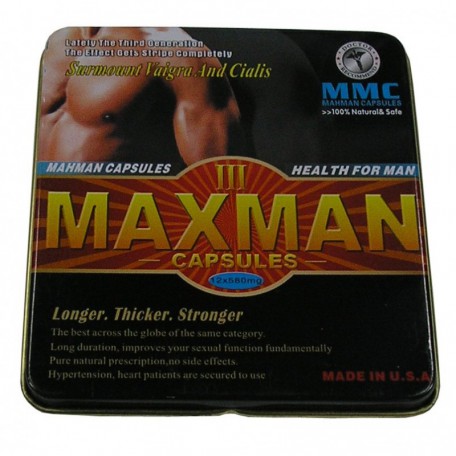 Lately The Third Generation
The Effect Gets Stripe Completely
Surmount Vaigra And Cialis
DOCTOR
RECOMMENDED
MMC
MAHMAN CAPSULES
>>100% Natural& Safe
MAHMAN CAPSULES
HEALTH FOR MAN
III
MAXMAN
CAPSULES
12x580mg
Longer. Thicker. Stronger
The best across the globe of the same category.
Long duration, improves your sexual function fundamentally
Pure natural prescription,no side effects.
Hypertension, heart patients are secured to use
MADE IN U.S.A